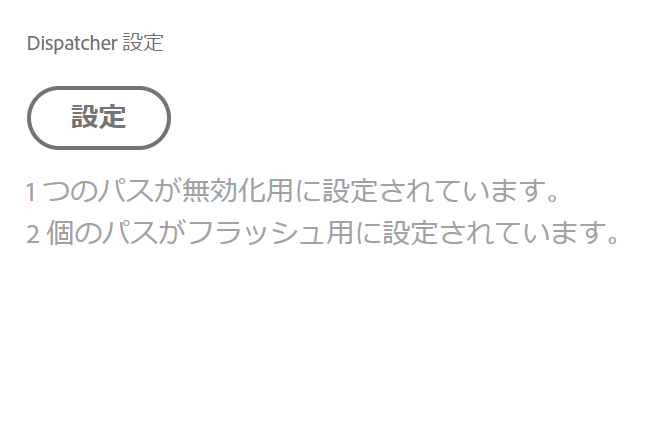 Dispatcher 設定
設定
1 つのパスが無効化用に設定されています。
2 個のパスがフラッシュ用に設定されています。